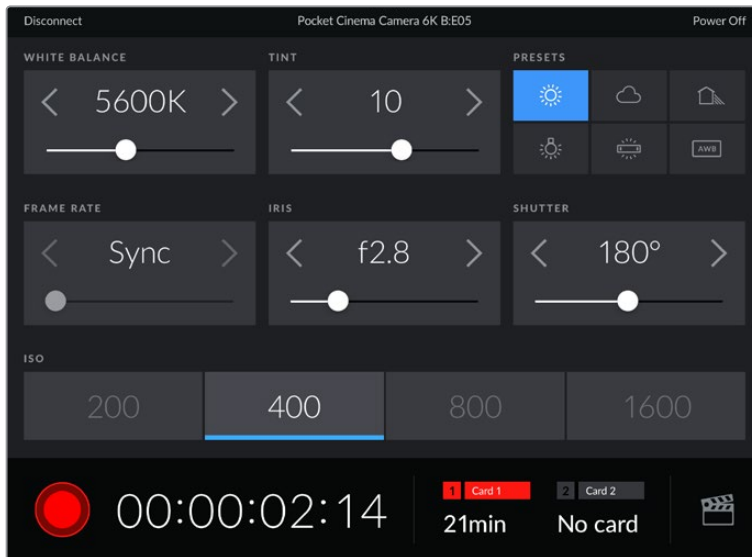 Disconnect Pocket Cinema Camera 6K B:E05 Power Off
WHITE BALANCE TINT PRESETS
5600K 10
AWB
FRAME RATE IRIS SHUTTER
Sync f2.8 180°
ISO
200 400 800 1600
00:00:02:14
1 Card 1 2 Card 2
21min No card